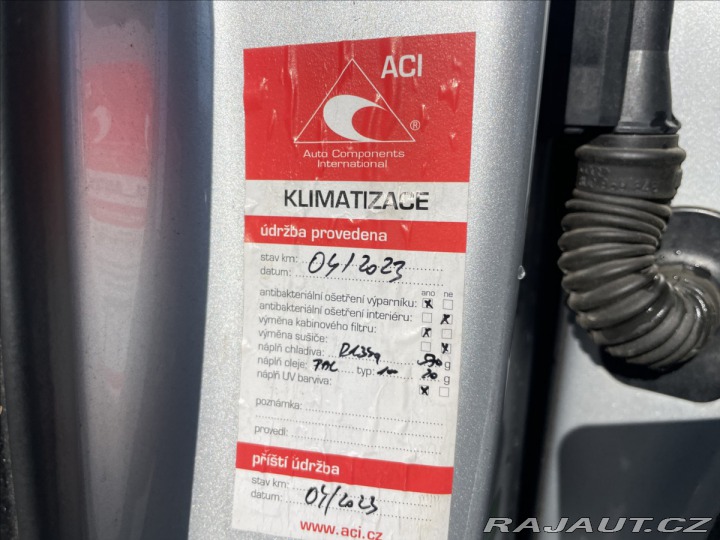 ACI
®
Auto Components
International
KLIMATIZACE
údržba provedena
stav km:
datum: 04/2023
ano ne
antibakteriální ošetření výparníku: x
antibakteriální ošetření interiéru: x
výměna kabinového filtru: x
výměna sušiče: x
náplň chladiva: R134a g
náplň oleje: PAG typ: g
náplň UV barviva: x
poznámka:
provedl:
příští údržba
stav km:
datum: 04/2023
www.aci.cz
RAJAUT.CZ